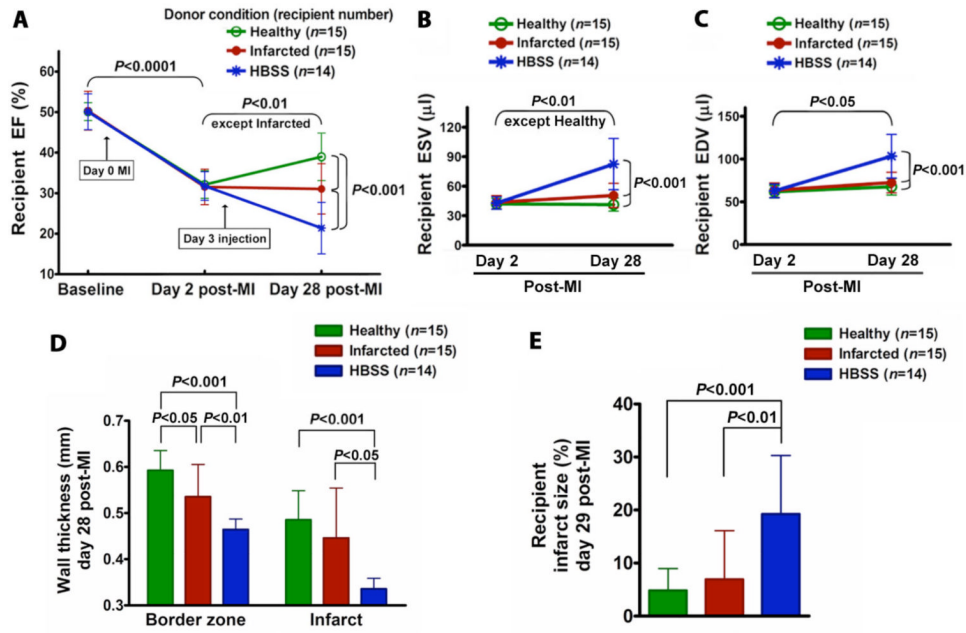 A
Donor condition (recipient number)
Healthy (n=15)
Infarcted (n=15)
HBSS (n=14)
P<0.0001
P<0.01
except Infarcted
P<0.001
Day 0 MI
Day 3 injection
Recipient EF (%)
60
50
40
30
20
10
Baseline
Day 2 post-MI
Day 28 post-MI
B
Healthy (n=15)
Infarcted (n=15)
HBSS (n=14)
P<0.01
except Healthy
P<0.001
Recipient ESV (µl)
120
90
60
30
0
Day 2
Day 28
Post-MI
C
Healthy (n=15)
Infarcted (n=15)
HBSS (n=14)
P<0.05
P<0.001
Recipient EDV (µl)
150
100
50
0
Day 2
Day 28
Post-MI
D
Healthy (n=15)
Infarcted (n=15)
HBSS (n=14)
P<0.001
P<0.05
P<0.01
P<0.001
P<0.05
Wall thickness (mm)
day 28 post-MI
0.7
0.6
0.5
0.4
0.3
Border zone
Infarct
E
Healthy (n=15)
Infarcted (n=15)
HBSS (n=14)
P<0.001
P<0.01
Recipient
infarct size (%)
day 29 post-MI
40
30
20
10
0